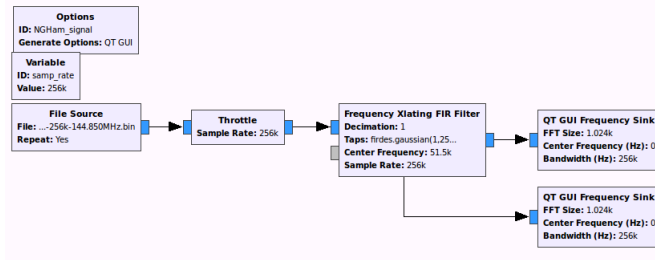 Options
ID: NGHam_signal
Generate Options: QT GUI
Variable
ID: samp_rate
Value: 256k
File Source
File: ...-256k-144.850MHz.bin
Repeat: Yes
Throttle
Sample Rate: 256k
Frequency Xlating FIR Filter
Decimation: 1
Taps: firdes.gaussian(1,25...
Center Frequency: 51.5k
Sample Rate: 256k
QT GUI Frequency Sink
FFT Size: 1.024k
Center Frequency (Hz): 0
Bandwidth (Hz): 256k
QT GUI Frequency Sink
FFT Size: 1.024k
Center Frequency (Hz): 0
Bandwidth (Hz): 256k